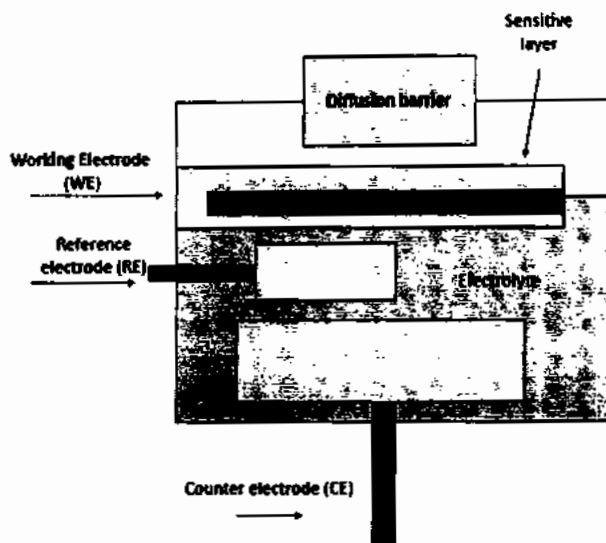 Sensitive
layer
Diffusion barrier
Working Electrode
(WE)
Reference
electrode (RE)
Electrolyte
Counter electrode (CE)